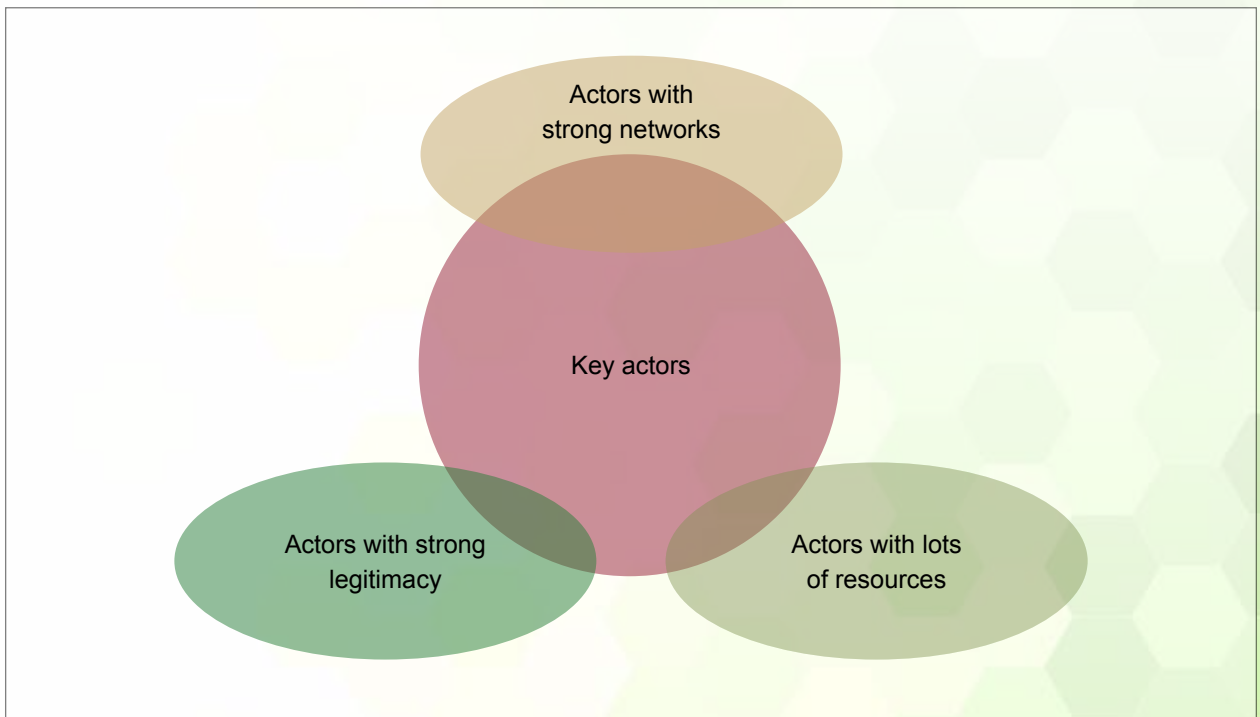 Actors with
strong networks
Key actors
Actors with strong
legitimacy
Actors with lots
of resources